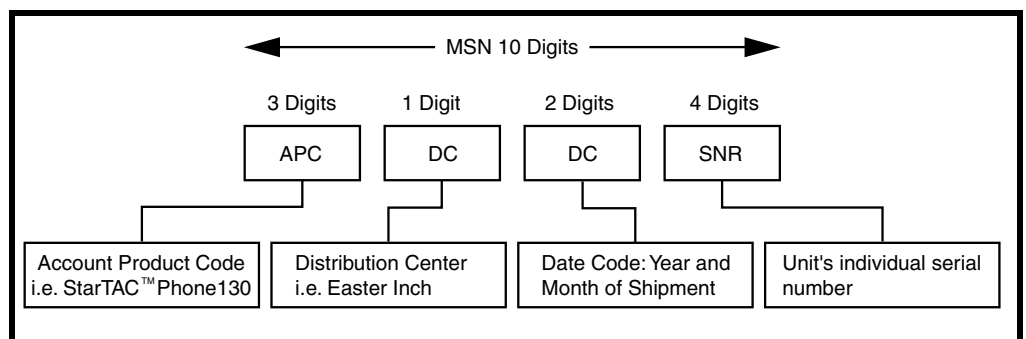 MSN 10 Digits
3 Digits 1 Digit 2 Digits 4 Digits
APC DC DC SNR
Account Product Code
i.e. StarTAC™Phone130
Distribution Center
i.e. Easter Inch
Date Code: Year and
Month of Shipment
Unit's individual serial
number